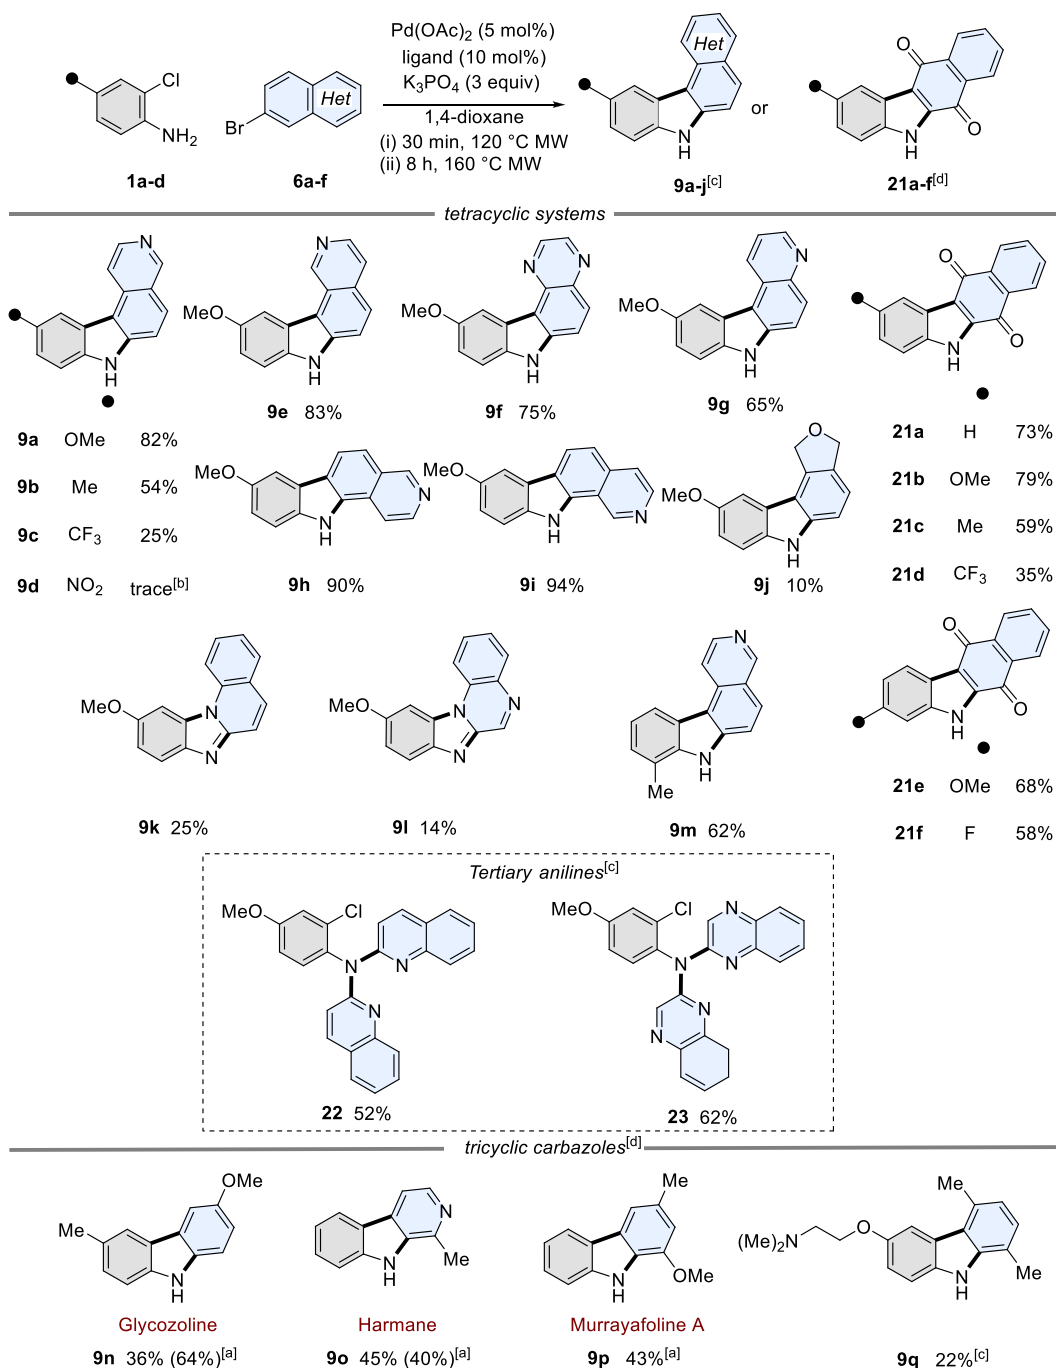 Pd(OAc)2 (5 mol%)
ligand (10 mol%)
K3PO4 (3 equiv)
1,4-dioxane
(i) 30 min, 120 °C MW
(ii) 8 h, 160 °C MW
Cl
NH2
1a-d
Br
Het
6a-f
Het
N
H
9a-j[c]
or
O
O
N
H
21a-f[d]
tetracyclic systems
N
N
H
9a OMe 82%
9b Me 54%
9c CF3 25%
9d NO2 trace[b]
N
MeO
N
H
9e 83%
N
N
MeO
N
H
9f 75%
N
MeO
N
H
9g 65%
O
O
N
H
21a H 73%
21b OMe 79%
21c Me 59%
21d CF3 35%
MeO
N
N
H
9h 90%
MeO
N
N
H
9i 94%
O
MeO
N
H
9j 10%
MeO
N
N
9k 25%
MeO
N
N
N
9l 14%
N
N
H
Me
9m 62%
O
O
N
H
21e OMe 68%
21f F 58%
Tertiary anilines[c]
MeO
Cl
N
N
N
22 52%
MeO
Cl
N
N
N
N
N
23 62%
tricyclic carbazoles[d]
OMe
Me
N
H
Glycozoline
9n 36% (64%)[a]
N
Me
N
H
Harmane
9o 45% (40%)[a]
Me
N
H
OMe
Murrayafoline A
9p 43%[a]
Me
(Me)2N
O
N
H
Me
9q 22%[c]